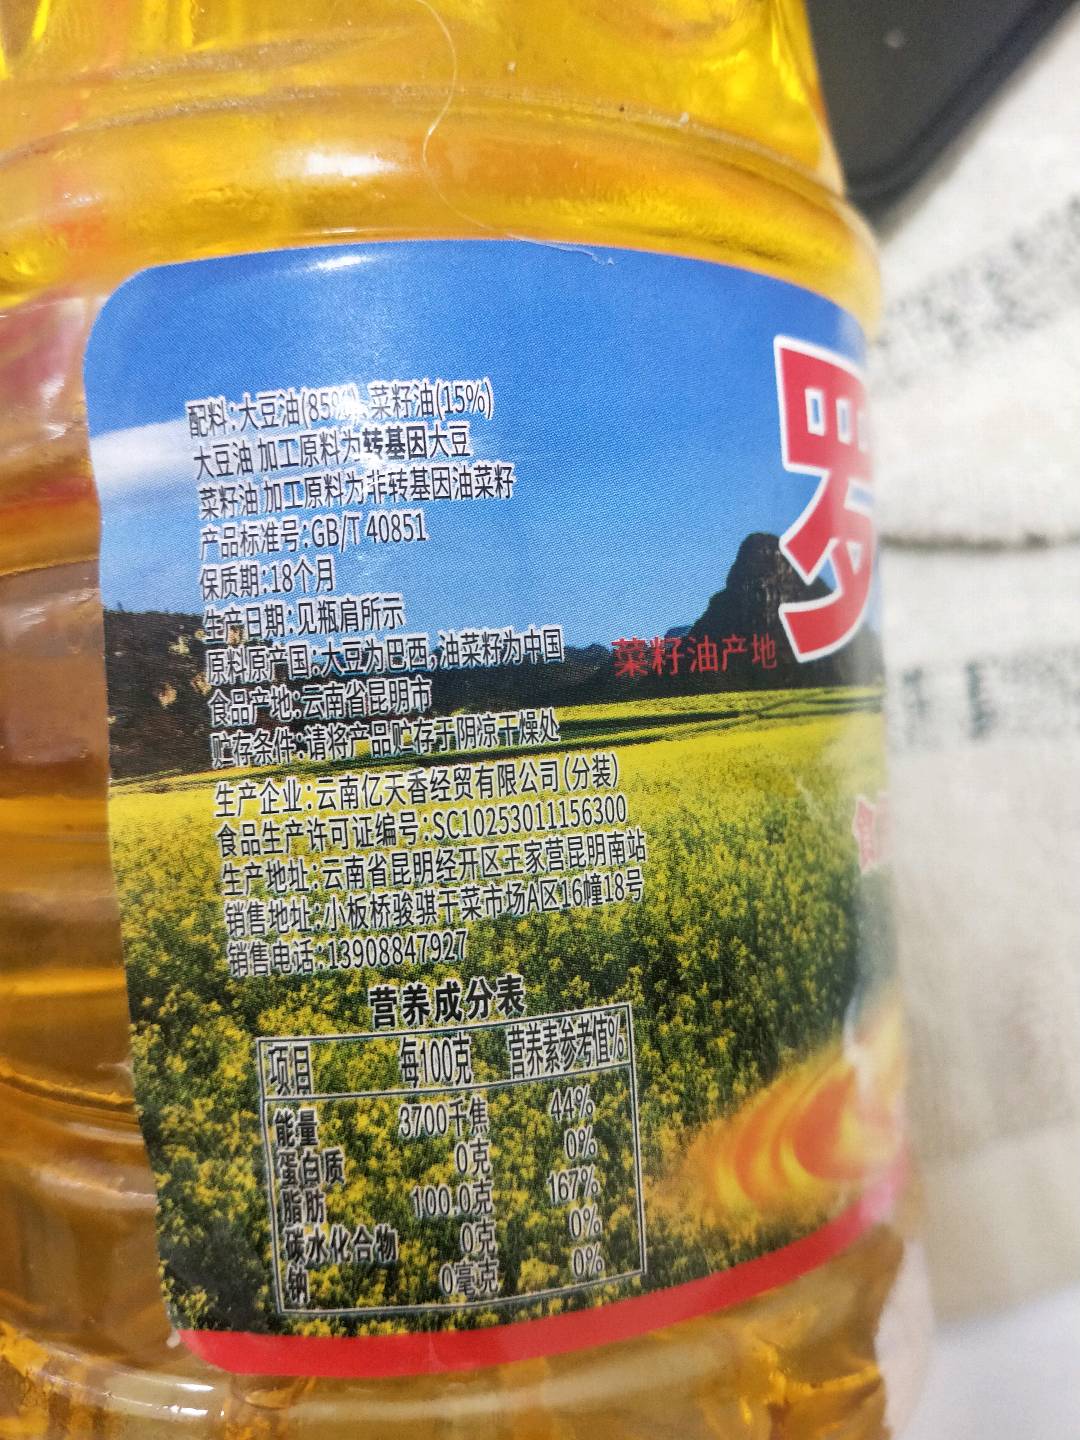 配料:大豆油(85%)、菜籽油(15%)
大豆油 加工原料为转基因大豆
菜籽油 加工原料为非转基因油菜籽
产品标准号:GB/T 40851
保质期:18个月
生产日期:见瓶肩所示
原料原产国:大豆为巴西,油菜籽为中国
食品产地:云南省昆明市
贮存条件:请将产品贮存于阴凉干燥处
生产企业:云南亿天香经贸有限公司(分装)
食品生产许可证编号:SC10253011156300
生产地址:云南省昆明经开区王家营昆明南站
销售地址:小板桥骏骐干菜市场A区16幢18号
销售电话:13908847927
营养成分表
项目 每100克 营养素参考值%
能量 3700千焦 44%
蛋白质 0克 0%
脂肪 100.0克 167%
碳水化合物 0克 0%
钠 0毫克 0%
罗
菜籽油产地